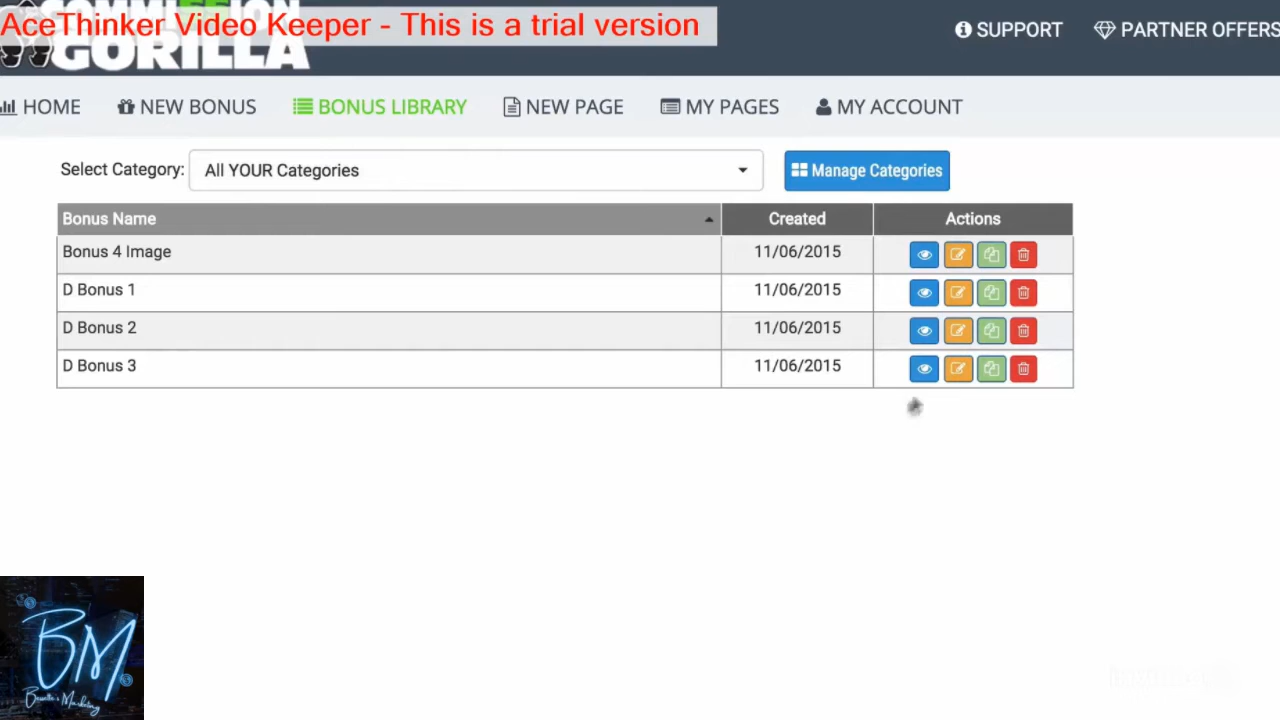 AceThinker Video Keeper - This is a trial version
COMMISSION
GORILLA
SUPPORT
PARTNER OFFERS
HOME
NEW BONUS
BONUS LIBRARY
NEW PAGE
MY PAGES
MY ACCOUNT
Select Category:
All YOUR Categories
Manage Categories
Bonus Name
Created
Actions
Bonus 4 Image
11/06/2015
D Bonus 1
11/06/2015
D Bonus 2
11/06/2015
D Bonus 3
11/06/2015
BM